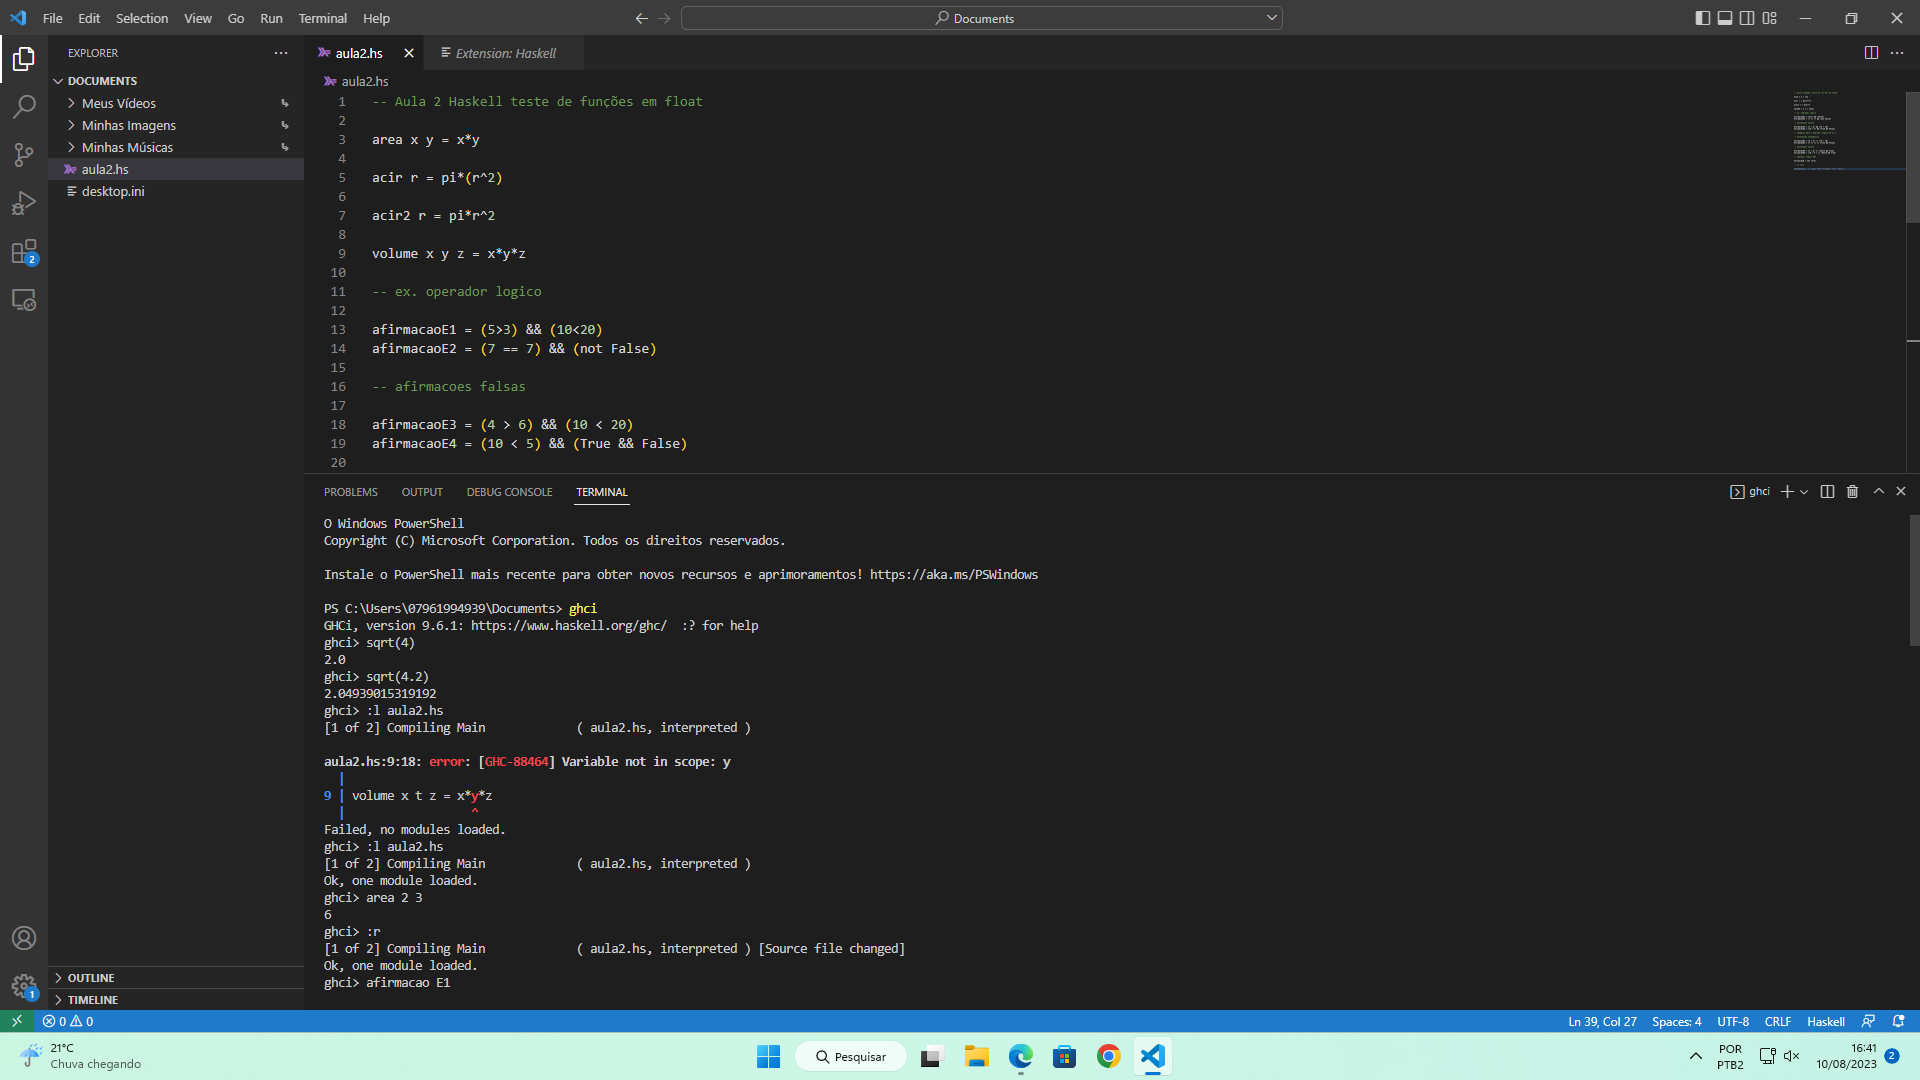 File Edit Selection View Go Run Terminal Help
Documents
EXPLORER
DOCUMENTS
Meus Vídeos
Minhas Imagens
Minhas Músicas
aula2.hs
desktop.ini
OUTLINE
TIMELINE
aula2.hs
Extension: Haskell
aula2.hs
1 -- Aula 2 Haskell teste de funções em float
2
3 area x y = x*y
4
5 acir r = pi*(r^2)
6
7 acir2 r = pi*r^2
8
9 volume x y z = x*y*z
10
11 -- ex. operador logico
12
13 afirmacaoE1 = (5>3) && (10<20)
14 afirmacaoE2 = (7 == 7) && (not False)
15
16 -- afirmacoes falsas
17
18 afirmacaoE3 = (4 > 6) && (10 < 20)
19 afirmacaoE4 = (10 < 5) && (True && False)
20
PROBLEMS OUTPUT DEBUG CONSOLE TERMINAL
ghci
O Windows PowerShell
Copyright (C) Microsoft Corporation. Todos os direitos reservados.
Instale o PowerShell mais recente para obter novos recursos e aprimoramentos! https://aka.ms/PSWindows
PS C:\Users\07961994939\Documents> ghci
GHCi, version 9.6.1: https://www.haskell.org/ghc/  :? for help
ghci> sqrt(4)
2.0
ghci> sqrt(4.2)
2.04939015319192
ghci> :l aula2.hs
[1 of 2] Compiling Main             ( aula2.hs, interpreted )
aula2.hs:9:18: error: [GHC-88464] Variable not in scope: y
|
9 | volume x t z = x*y*z
| ^
Failed, no modules loaded.
ghci> :l aula2.hs
[1 of 2] Compiling Main             ( aula2.hs, interpreted )
Ok, one module loaded.
ghci> area 2 3
6
ghci> :r
[1 of 2] Compiling Main             ( aula2.hs, interpreted ) [Source file changed]
Ok, one module loaded.
ghci> afirmacao E1
2
1
0 0
Ln 39, Col 27
Spaces: 4
UTF-8
CRLF
Haskell
21°C
Chuva chegando
Pesquisar
POR
PTB2
16:41
10/08/2023
2